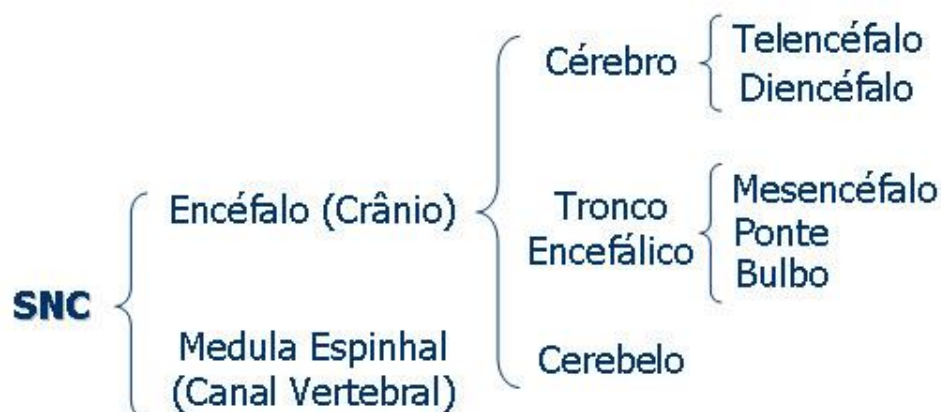 SNC
Encéfalo (Crânio)
Medula Espinhal
(Canal Vertebral)
Cérebro
Tronco
Encefálico
Cerebelo
Telencéfalo
Diencéfalo
Mesencéfalo
Ponte
Bulbo